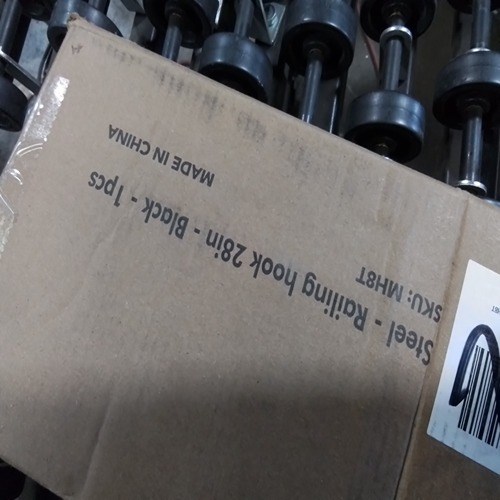 SKU: MH8T
Steel - Railing hook 28in - Black - 1pcs
MADE IN CHINA